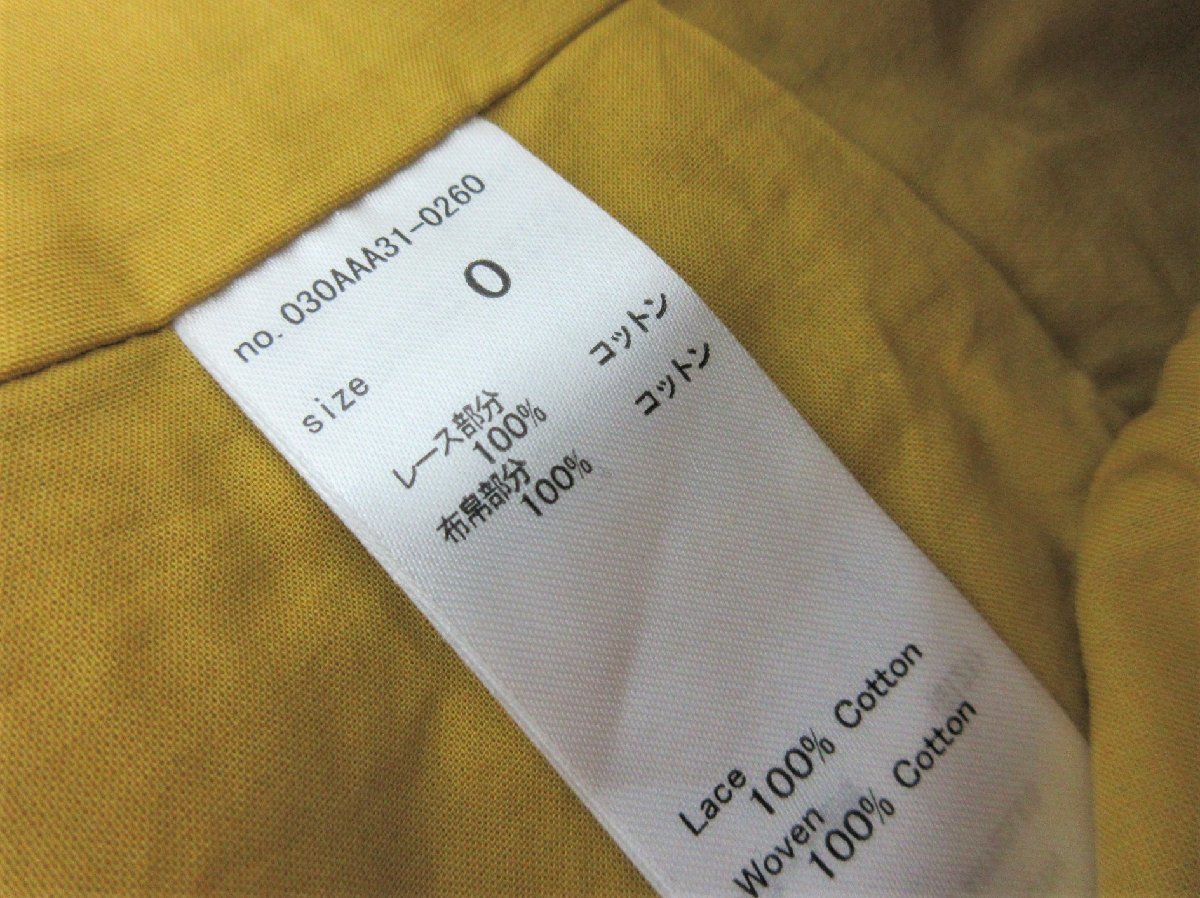 no. 030AAA31-0260
size 0
レース部分
100% コットン
布帛部分
100% コットン
Lace
100% Cotton
Woven
100% Cotton